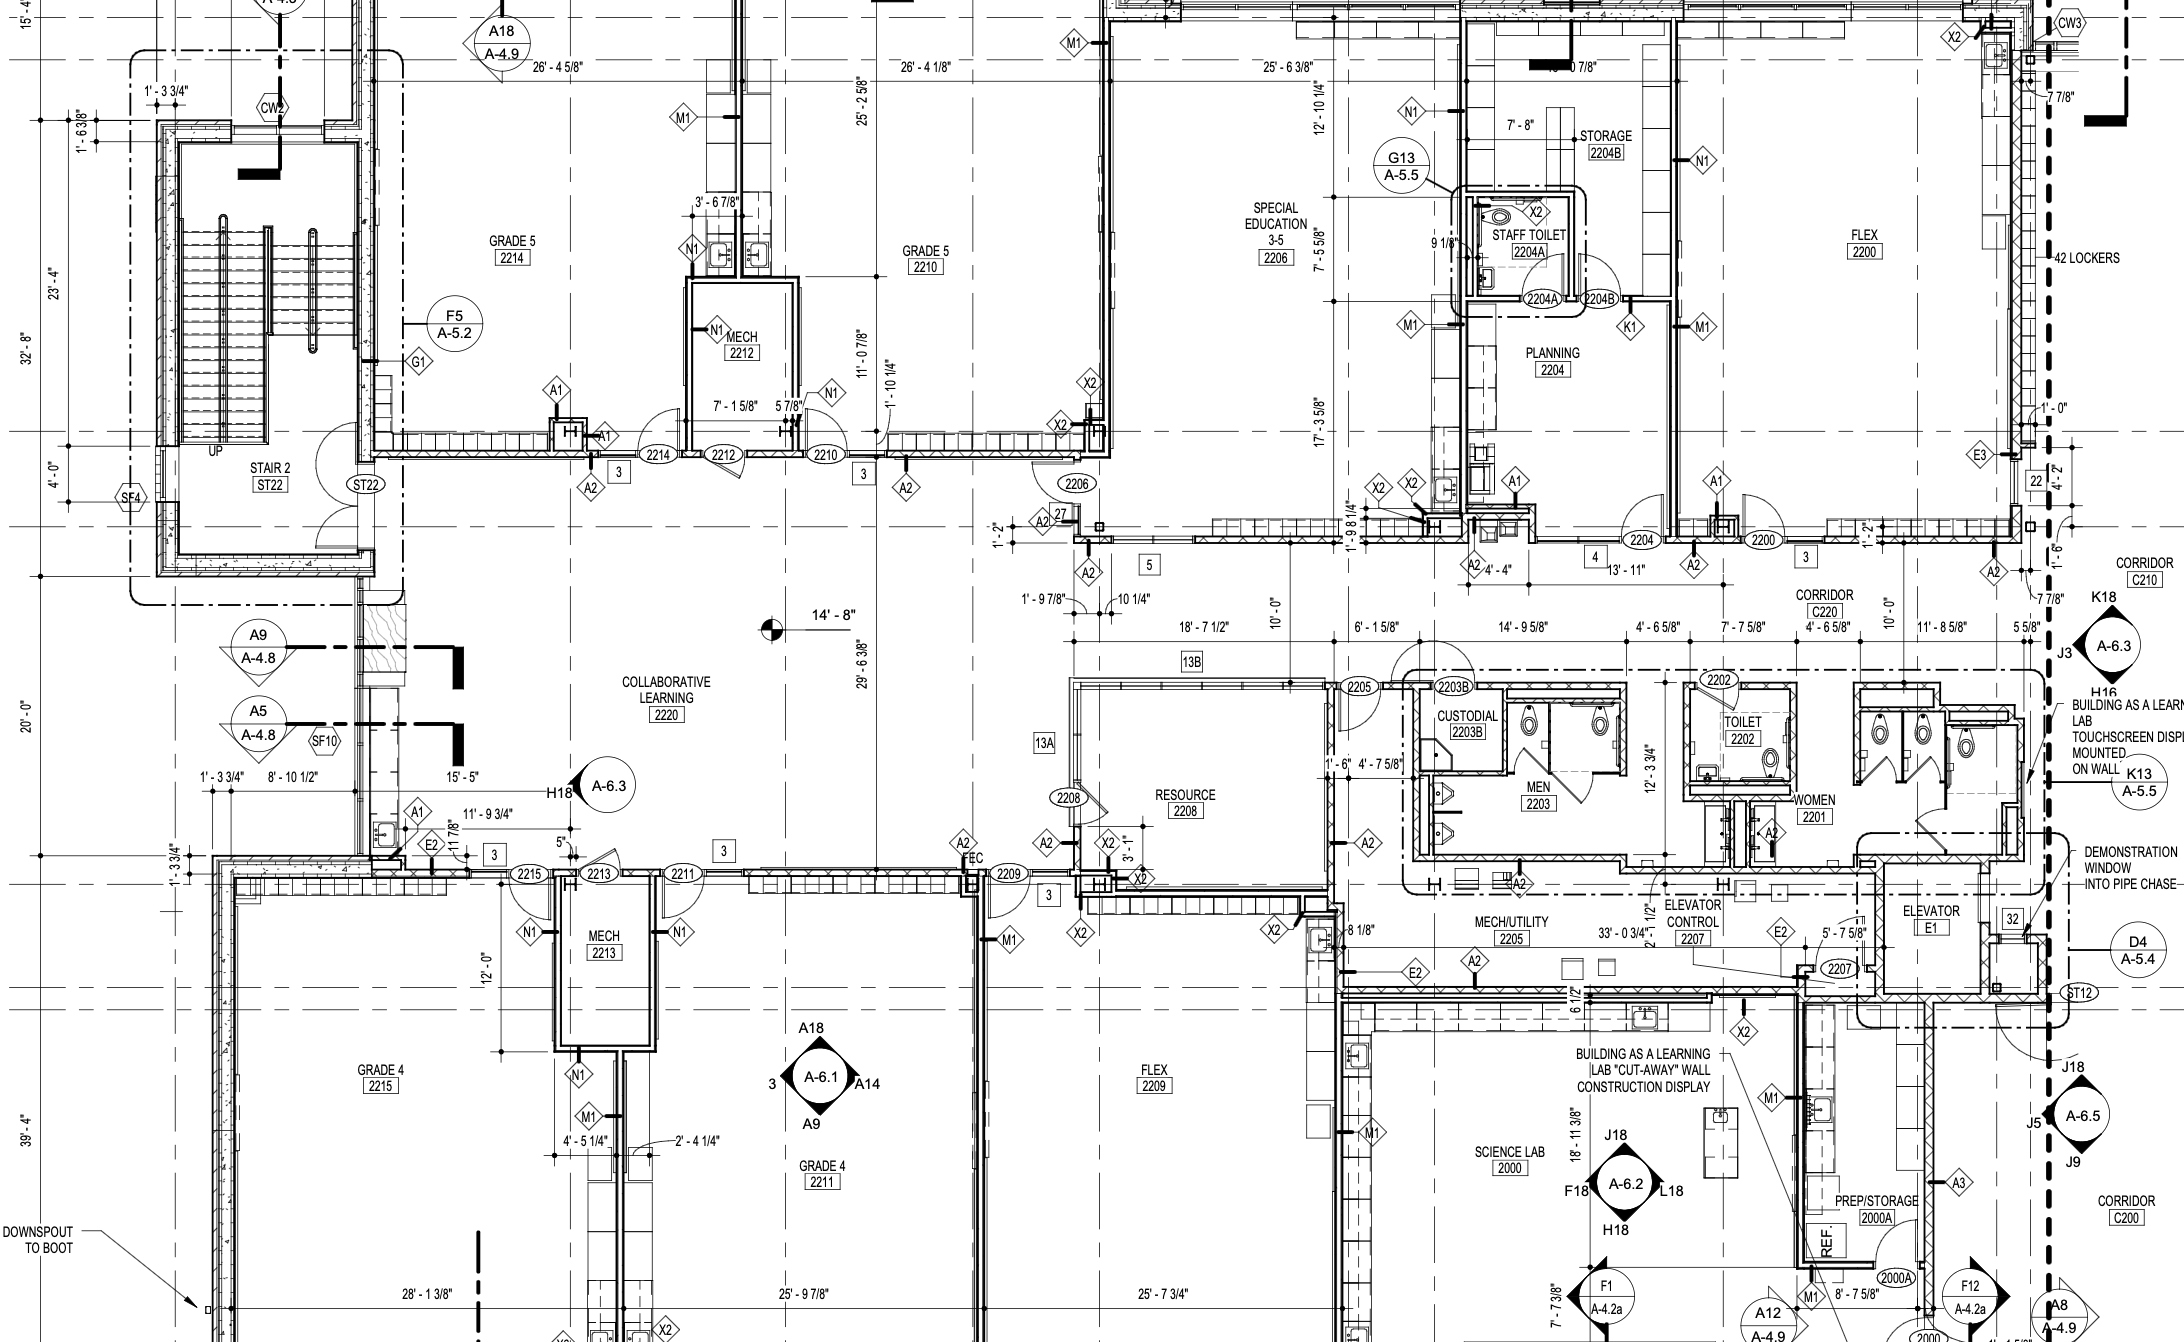 15' - 4"
A18
A-4.9
M1
X2
CW3
26' - 4 5/8"
26' - 4 1/8"
25' - 6 3/8"
1' - 3 3/4"
CW2
1' - 6 3/8"
M1
25' - 2 5/8"
N1
12' - 10 1/4"
7' - 8"
STORAGE
2204B
7 7/8"
G13
A-5.5
N1
3' - 6 7/8"
X2
SPECIAL
EDUCATION
3-5
2206
STAFF TOILET
2204A
FLEX
2200
GRADE 5
2214
N1
GRADE 5
2210
9 1/8"
7' - 5 5/8"
42 LOCKERS
23' - 4"
2204A
2204B
F5
A-5.2
N1
MECH
2212
M1
K1
M1
32' - 8"
G1
11' - 0 7/8"
PLANNING
2204
1' - 10 1/4"
A1
X2
N1
7' - 1 5/8"
5 7/8"
1' - 0"
A1
X2
17' - 3 5/8"
UP
2214
2212
2210
E3
STAIR 2
ST22
ST22
3
3
4' - 0"
SF4
A2
A2
2206
X2
X2
A1
A1
22
4' - 2"
A2
27
1' - 2"
1' - 9 8 1/4"
2204
2200
1' - 2"
5
A2
A2
4
A2
3
A2
1' - 6"
CORRIDOR
C210
4' - 4"
13' - 11"
1' - 9 7/8"
10 1/4"
CORRIDOR
C220
7 7/8"
K18
14' - 8"
10' - 0"
10' - 0"
18' - 7 1/2"
6' - 1 5/8"
14' - 9 5/8"
4' - 6 5/8"
7' - 7 5/8"
4' - 6 5/8"
11' - 8 5/8"
5 5/8"
A9
A-4.8
J3
A-6.3
H16
29' - 6 3/8"
13B
COLLABORATIVE
LEARNING
2220
2205
2203B
2202
BUILDING AS A LEARN
LAB
TOUCHSCREEN DISPL
MOUNTED
ON WALL
A5
A-4.8
20' - 0"
SF10
13A
CUSTODIAL
2203B
TOILET
2202
1' - 3 3/4"
8' - 10 1/2"
15' - 5"
1' - 6"
4' - 7 5/8"
12' - 3 3/4"
K13
A-5.5
H18
A-6.3
2208
RESOURCE
2208
MEN
2203
WOMEN
2201
A1
11' - 9 3/4"
E2
11 7/8"
5"
A2
A2
X2
3' - 1"
A2
A2
FEC
DEMONSTRATION
WINDOW
INTO PIPE CHASE
1' - 3 3/4"
3
2215
2213
2211
3
2209
3
X2
A2
N1
N1
X2
X2
M1
8 1/8"
MECH/UTILITY
2205
33' - 0 3/4"
2' - 1 1/2"
ELEVATOR
CONTROL
2207
E2
5' - 7 5/8"
ELEVATOR
E1
32
D4
A-5.4
MECH
2213
12' - 0"
E2
A2
2207
ST12
6 1/2"
X2
A18
3
A-6.1
A14
A9
GRADE 4
2215
N1
FLEX
2209
BUILDING AS A LEARNING
LAB "CUT-AWAY" WALL
CONSTRUCTION DISPLAY
J18
M1
M1
M1
J5
A-6.5
J9
39' - 4"
4' - 5 1/4"
2' - 4 1/4"
GRADE 4
2211
SCIENCE LAB
2000
18' - 11 3/8"
J18
F18
A-6.2
L18
H18
A3
PREP/STORAGE
2000A
REF.
CORRIDOR
C200
DOWNSPOUT
TO BOOT
28' - 1 3/8"
25' - 9 7/8"
25' - 7 3/4"
7' - 7 3/8"
F1
A-4.2a
2000A
M1
8' - 7 5/8"
F12
A-4.2a
X2
A12
A-4.9
A8
A-4.9
2000